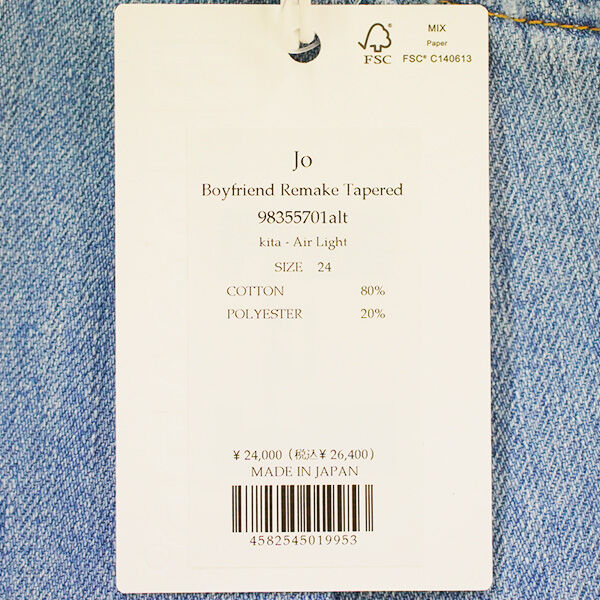 FSC
MIX
Paper
FSC® C140613
Jo
Boyfriend Remake Tapered
98355701alt
kita - Air Light
SIZE 24
COTTON 80%
POLYESTER 20%
¥ 24,000 (税込¥ 26,400)
MADE IN JAPAN
4582545019953